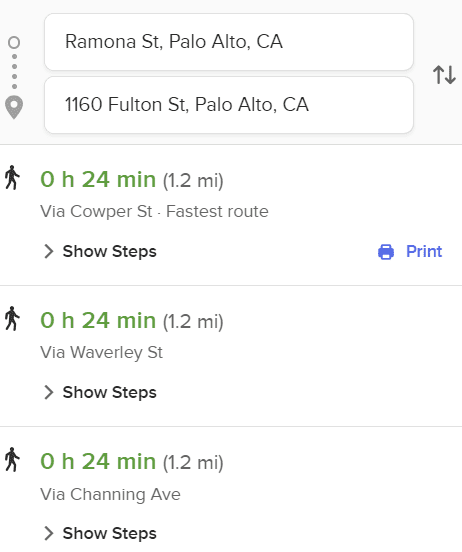 Ramona St, Palo Alto, CA
1160 Fulton St, Palo Alto, CA
0 h 24 min (1.2 mi)
Via Cowper St · Fastest route
Show Steps
Print
0 h 24 min (1.2 mi)
Via Waverley St
Show Steps
0 h 24 min (1.2 mi)
Via Channing Ave
Show Steps